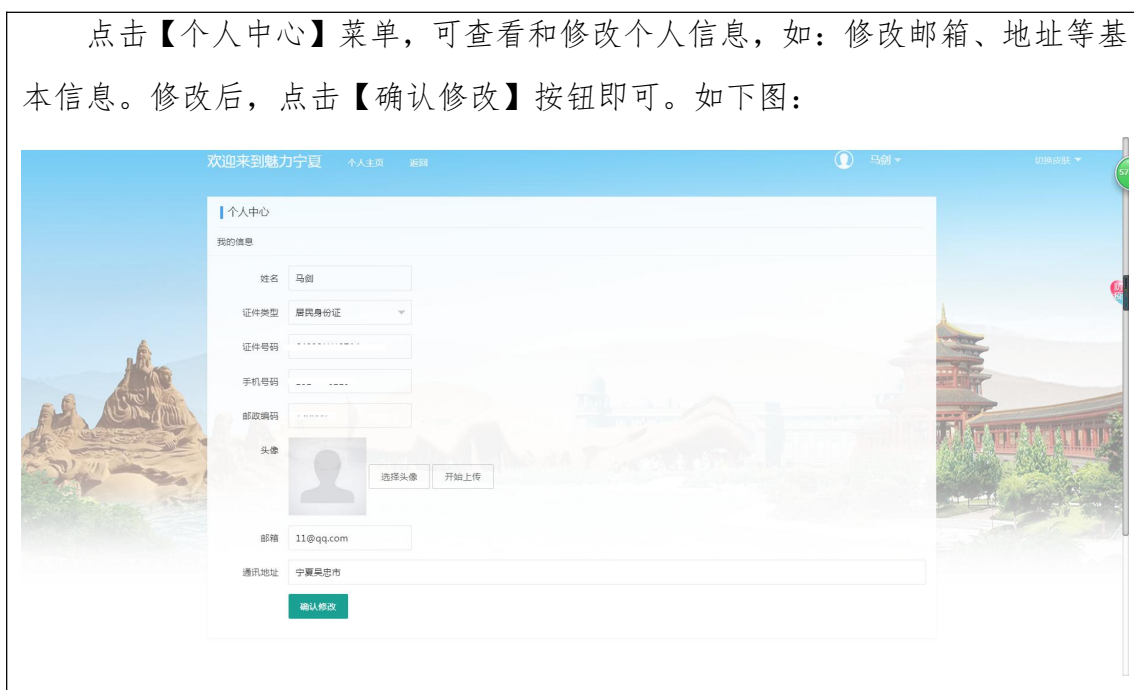 点击【个人中心】菜单，可查看和修改个人信息，如：修改邮箱、地址等基
本信息。修改后，点击【确认修改】按钮即可。如下图：
欢迎来到魅力宁夏 个人主页 返回 马剑 切换皮肤
57
个人中心
我的信息
姓名 马剑
证件类型 居民身份证
证件号码
手机号码
邮政编码
头像
选择头像 开始上传
邮箱 11@qq.com
通讯地址 宁夏吴忠市
确认修改